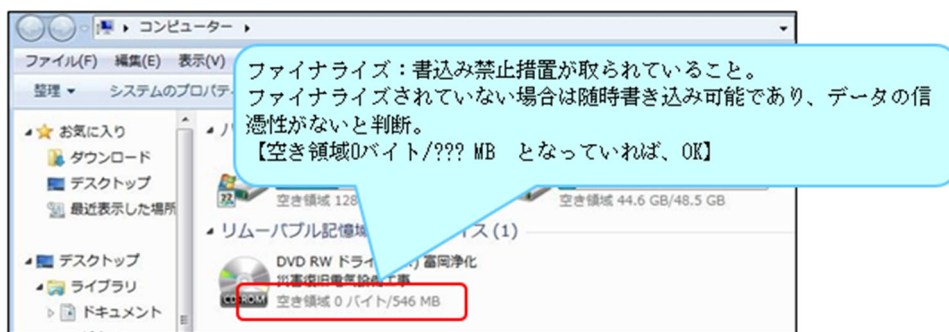 コンピューター
ファイル(F) 編集(E) 表示(V)
整理 システムのプロパテ
ファイナライズ：書込み禁止措置が取られていること。
ファイナライズされていない場合は随時書き込み可能であり、データの信
憑性がないと判断。
【空き領域0バイト/??? MB となっていれば、OK】
お気に入り
ダウンロード
デスクトップ
最近表示した場所
空き領域 128
空き領域 44.6 GB/48.5 GB
リムーバブル記憶域
ス (1)
デスクトップ
ライブラリ
ドキュメント
DVD RW ドライ
) 富岡浄化
災害復旧電気設備工事
CD-ROM
空き領域 0 バイト/546 MB